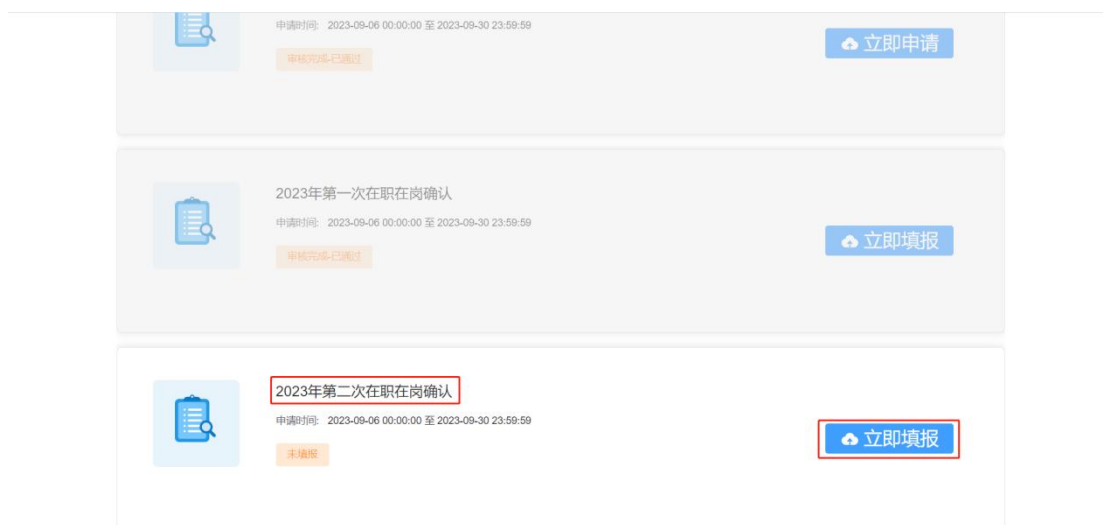 申请时间: 2023-09-06 00:00:00 至 2023-09-30 23:59:59
立即申请
审核完成-已通过
2023年第一次在职在岗确认
申请时间: 2023-09-06 00:00:00 至 2023-09-30 23:59:59
立即填报
审核完成-已通过
2023年第二次在职在岗确认
申请时间: 2023-09-06 00:00:00 至 2023-09-30 23:59:59
立即填报
未填报